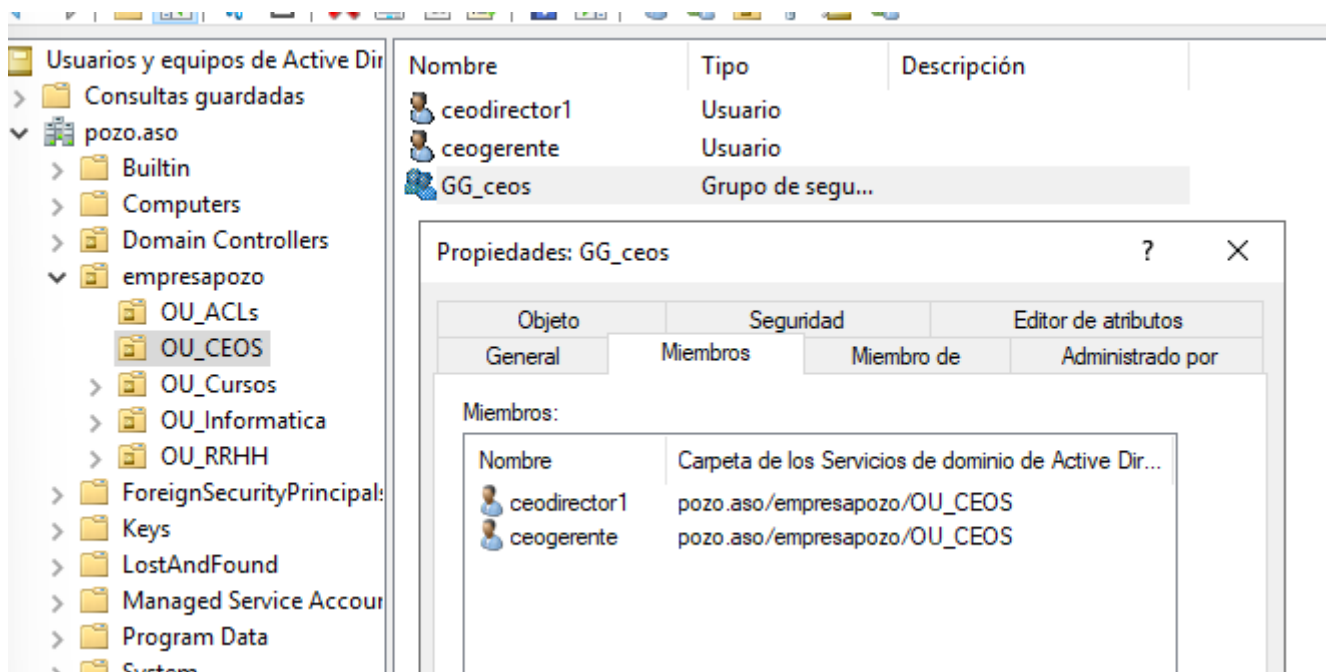 Usuarios y equipos de Active Dir
Consultas guardadas
pozo.aso
Builtin
Computers
Domain Controllers
empresapozo
OU_ACLs
OU_CEOS
OU_Cursos
OU_Informatica
OU_RRHH
ForeignSecurityPrincipals
Keys
LostAndFound
Managed Service Accour
Program Data
System
Nombre Tipo Descripción
ceodirector1 Usuario
ceogerente Usuario
GG_ceos Grupo de segu...
Propiedades: GG_ceos ? X
Objeto Seguridad Editor de atributos
General Miembros Miembro de Administrado por
Miembros:
Nombre Carpeta de los Servicios de dominio de Active Dir...
ceodirector1 pozo.aso/empresapozo/OU_CEOS
ceogerente pozo.aso/empresapozo/OU_CEOS